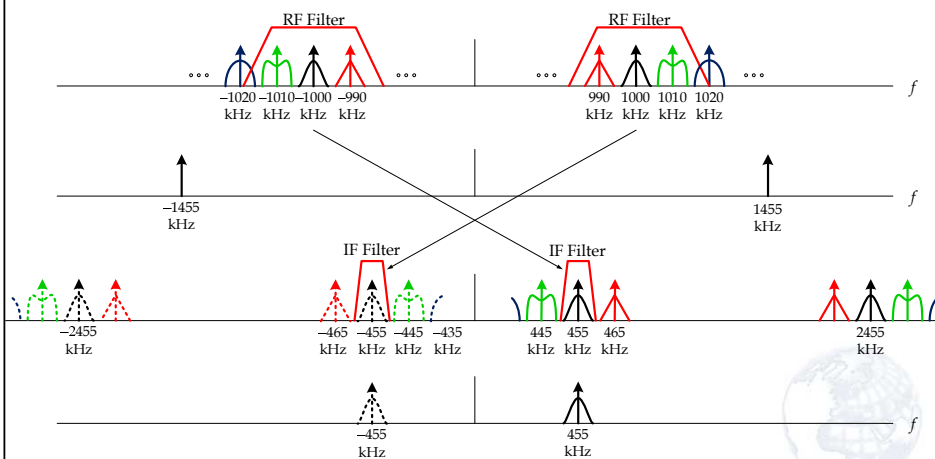 RF Filter RF Filter
°°° °°° °°° °°°
–1020 –1010 –1000 –990 990 1000 1010 1020 f
kHz kHz kHz kHz kHz kHz kHz kHz
–1455 1455 f
kHz kHz
IF Filter IF Filter
–2455 –465 –455 –445 –435 445 455 465 2455
kHz kHz kHz kHz kHz kHz kHz kHz kHz
–455 455 f
kHz kHz